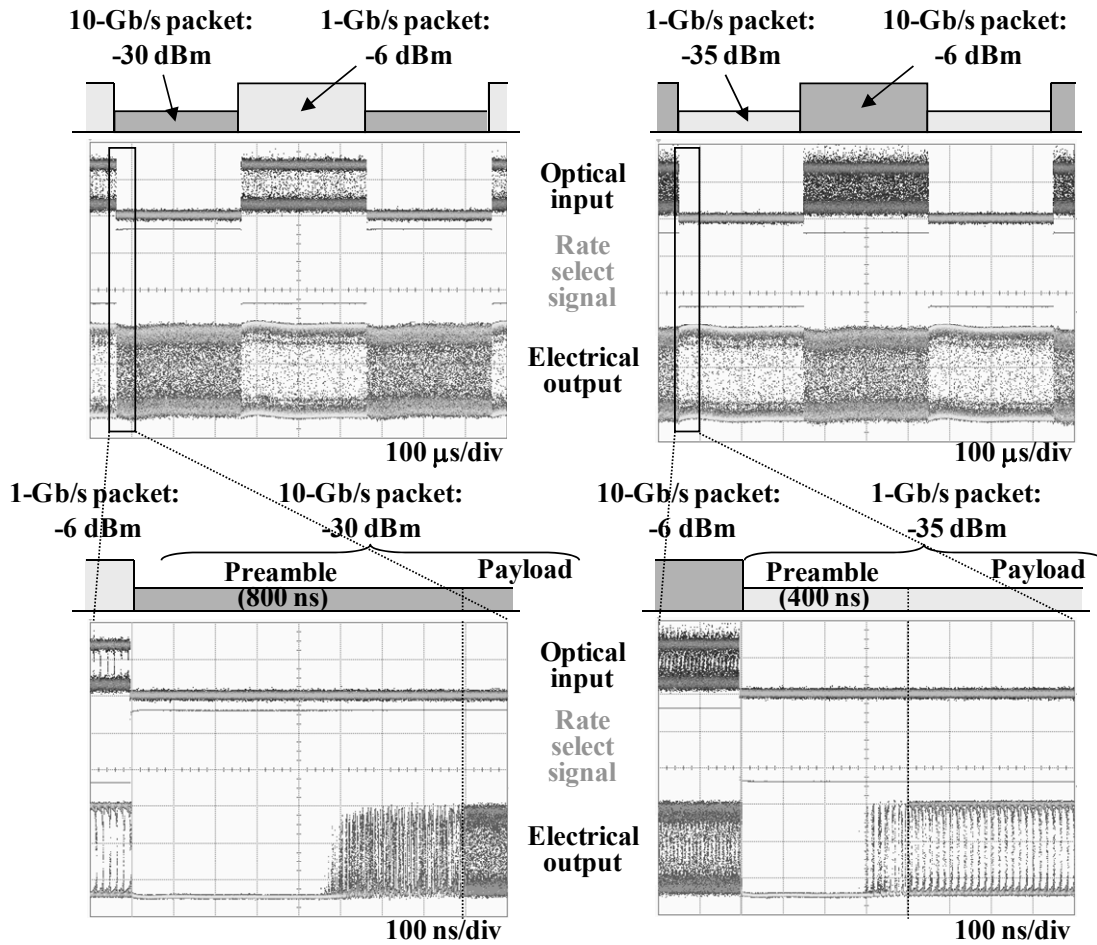 10-Gb/s packet:
-30 dBm
1-Gb/s packet:
-6 dBm
1-Gb/s packet:
-35 dBm
10-Gb/s packet:
-6 dBm
Optical
input
Rate
select
signal
Electrical
output
100 μs/div
100 μs/div
1-Gb/s packet:
-6 dBm
10-Gb/s packet:
-30 dBm
10-Gb/s packet:
-6 dBm
1-Gb/s packet:
-35 dBm
Preamble
(800 ns)
Payload
Preamble
(400 ns)
Payload
Optical
input
Rate
select
signal
Electrical
output
100 ns/div
100 ns/div